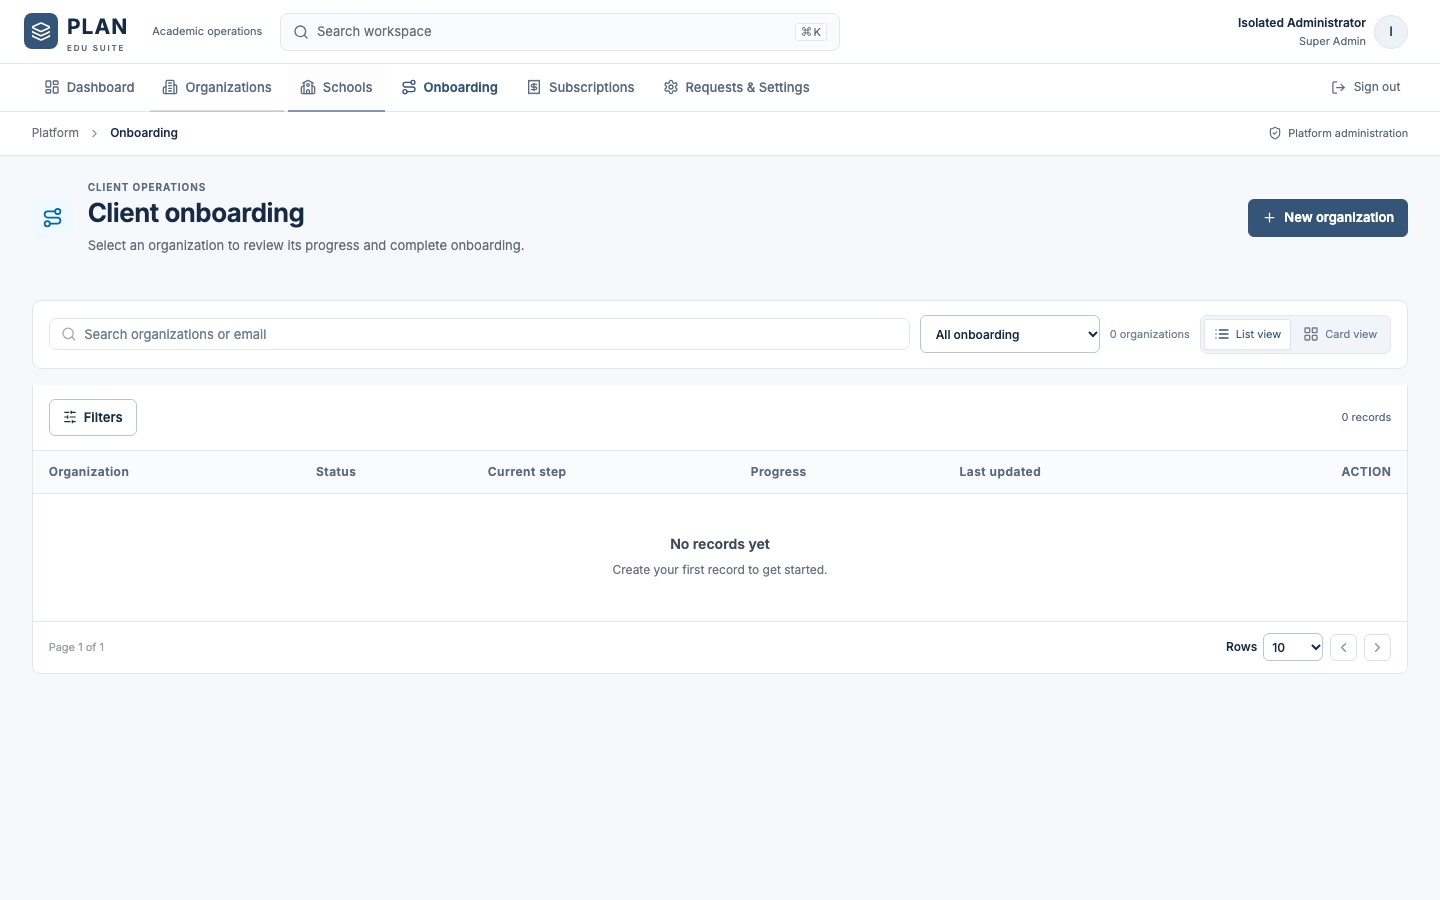 PLAN
EDU SUITE
Academic operations
Search workspace
⌘K
Isolated Administrator
Super Admin
I
Dashboard
Organizations
Schools
Onboarding
Subscriptions
Requests & Settings
Sign out
Platform > Onboarding
Platform administration
CLIENT OPERATIONS
Client onboarding
Select an organization to review its progress and complete onboarding.
New organization
Search organizations or email
All onboarding
0 organizations
List view
Card view
Filters
0 records
Organization Status Current step Progress Last updated ACTION
No records yet
Create your first record to get started.
Page 1 of 1
Rows 10